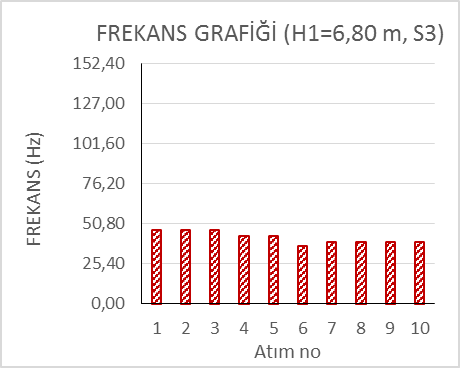 FREKANS GRAFİĞİ (H1=6,80 m, S3)
FREKANS (Hz)
152,40
127,00
101,60
76,20
50,80
25,40
0,00
1 2 3 4 5 6 7 8 9 10
Atım no